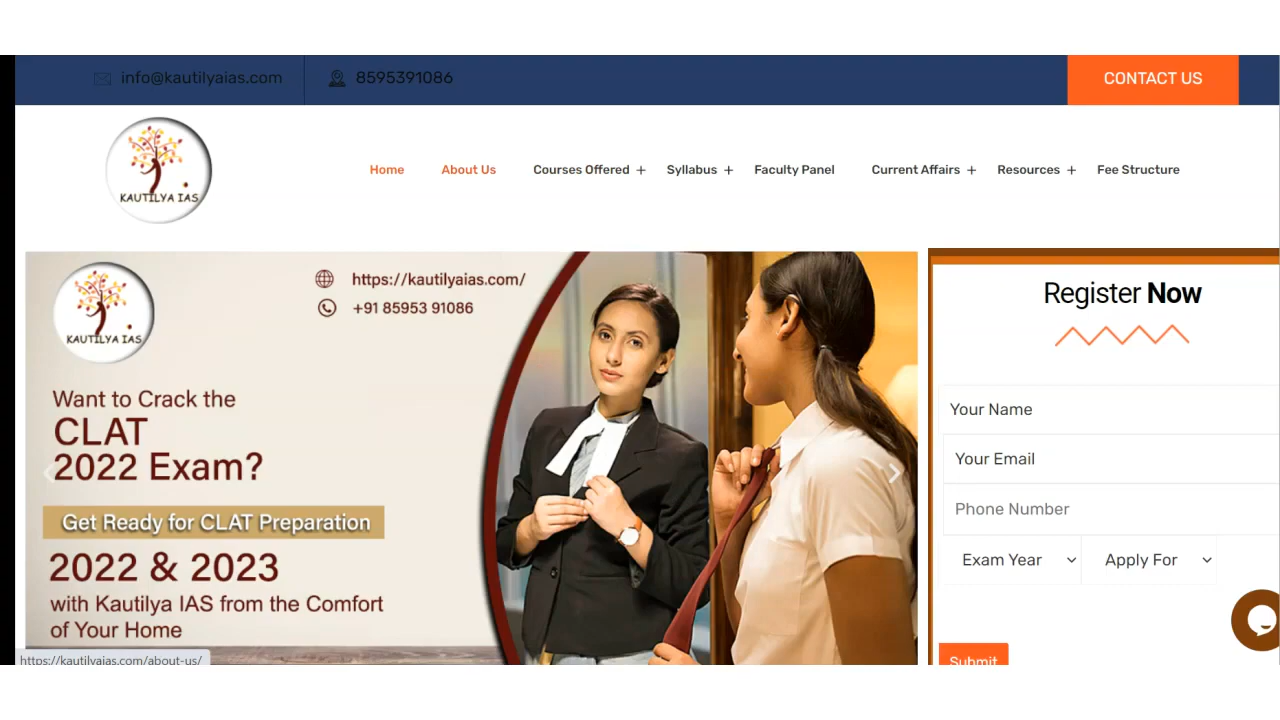 info@kautilyaias.com
8595391086
CONTACT US
KAUTILYA IAS
Home
About Us
Courses Offered +
Syllabus +
Faculty Panel
Current Affairs +
Resources +
Fee Structure
KAUTILYA IAS
https://kautilyaias.com/
+91 85953 91086
Want to Crack the
CLAT
2022 Exam?
Get Ready for CLAT Preparation
2022 & 2023
with Kautilya IAS from the Comfort
of Your Home
Register Now
Your Name
Your Email
Phone Number
Exam Year
Apply For
Submit
https://kautilyaias.com/about-us/